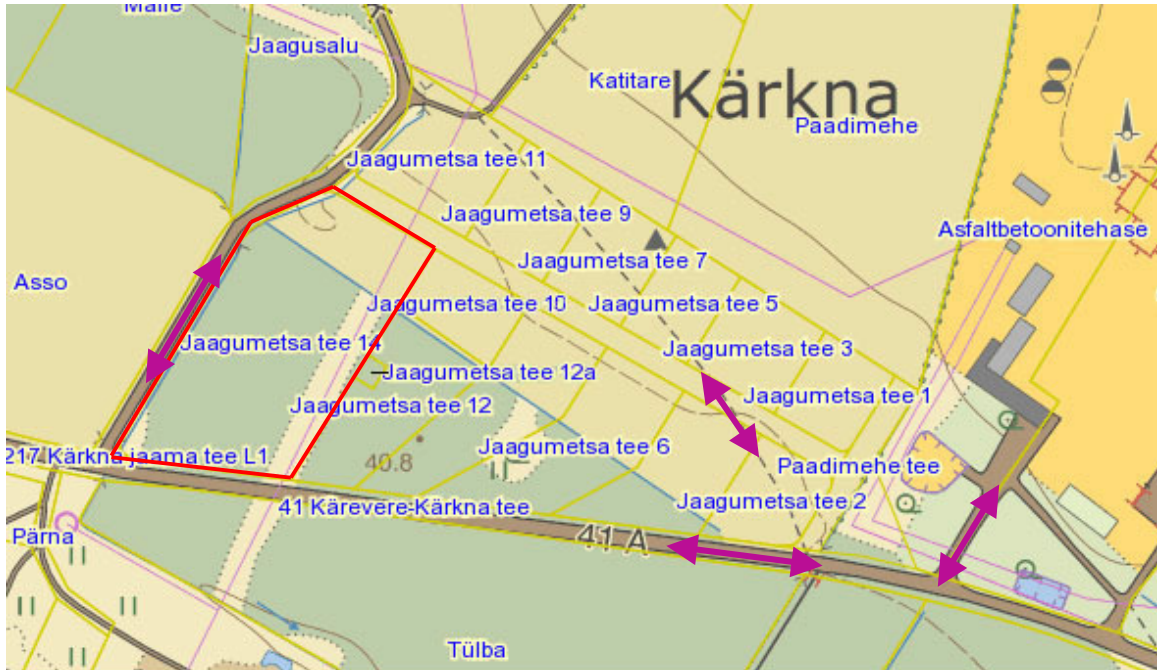 Malle
Jaagusalu
Katitare
Kärkna
Paadimehe
Jaagumetsa tee 11
Jaagumetsa tee 9
Asfaltbetoonitehase
Jaagumetsa tee 7
Asso
Jaagumetsa tee 10
Jaagumetsa tee 5
Jaagumetsa tee 14
Jaagumetsa tee 3
Jaagumetsa tee 12a
Jaagumetsa tee 1
Jaagumetsa tee 12
Jaagumetsa tee 6
217 Kärkna jaama tee L1
40.8
Paadimehe tee
Jaagumetsa tee 2
41 Kärevere-Kärkna tee
41 A
Pärna
Tülba